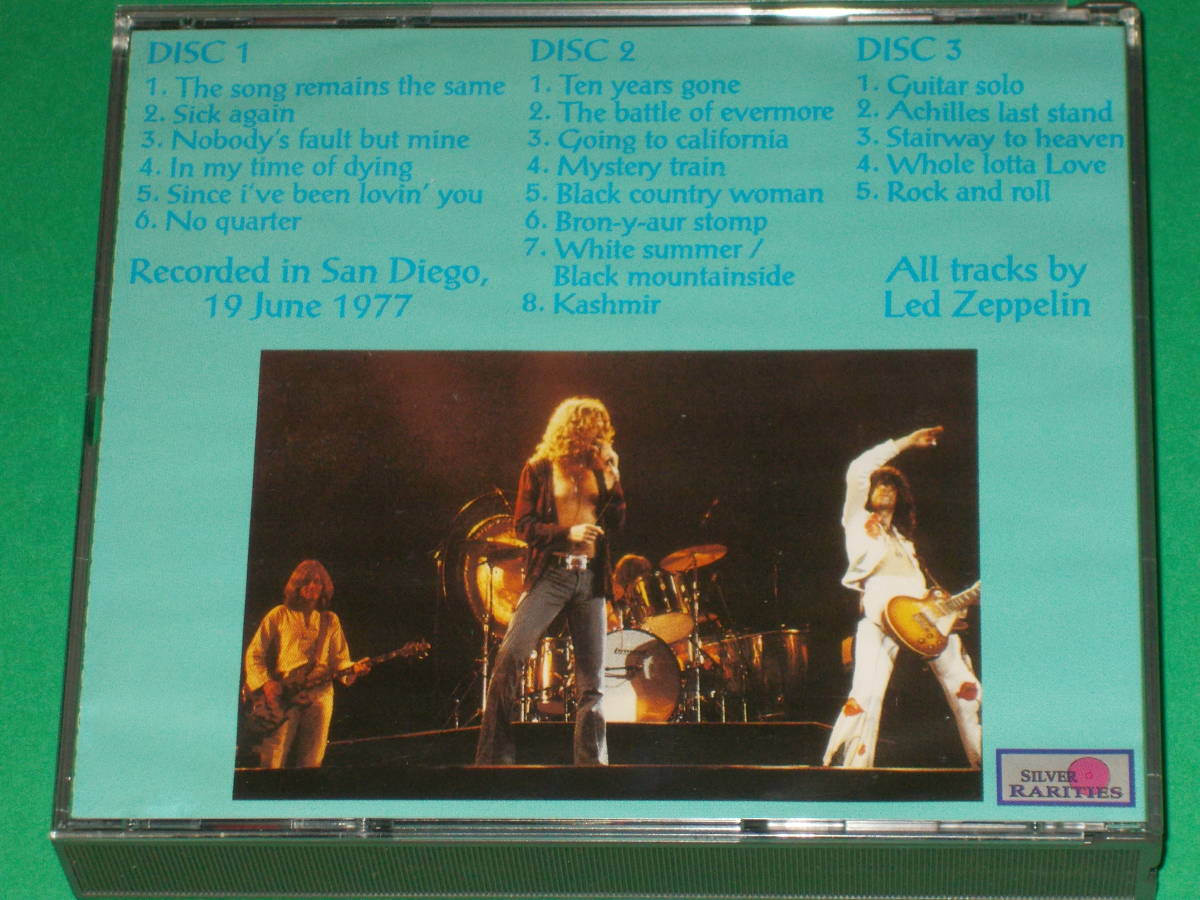 DISC 1
1. The song remains the same
2. Sick again
3. Nobody's fault but mine
4. In my time of dying
5. Since i've been lovin' you
6. No quarter
Recorded in San Diego,
19 June 1977
DISC 2
1. Ten years gone
2. The battle of evermore
3. Going to california
4. Mystery train
5. Black country woman
6. Bron-y-aur stomp
7. White summer /
Black mountainside
8. Kashmir
DISC 3
1. Guitar solo
2. Achilles last stand
3. Stairway to heaven
4. Whole lotta Love
5. Rock and roll
All tracks by
Led Zeppelin
SILVER
RARITIES